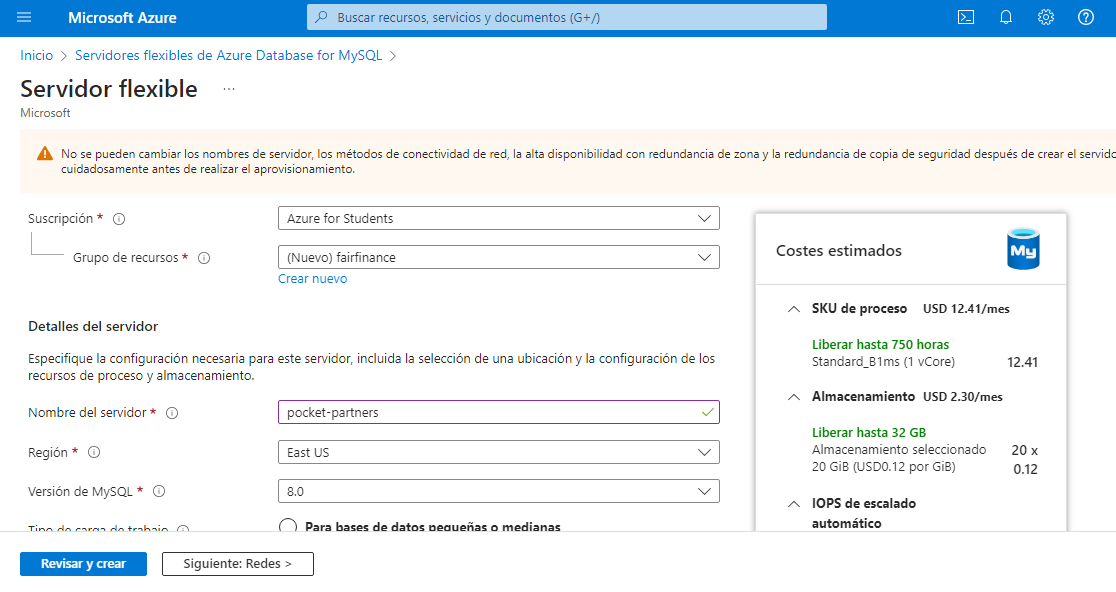 Microsoft Azure
Buscar recursos, servicios y documentos (G+/)
Inicio > Servidores flexibles de Azure Database for MySQL >
Servidor flexible ...
Microsoft
No se pueden cambiar los nombres de servidor, los métodos de conectividad de red, la alta disponibilidad con redundancia de zona y la redundancia de copia de seguridad después de crear el servido
cuidadosamente antes de realizar el aprovisionamiento.
Suscripción *
Azure for Students
Grupo de recursos *
(Nuevo) fairfinance
Crear nuevo
Detalles del servidor
Especifique la configuración necesaria para este servidor, incluida la selección de una ubicación y la configuración de los
recursos de proceso y almacenamiento.
Nombre del servidor *
pocket-partners
Región *
East US
Versión de MySQL *
8.0
Tipo de carga de trabajo
Para bases de datos pequeñas o medianas
Costes estimados
My
SKU de proceso USD 12.41/mes
Liberar hasta 750 horas
Standard_B1ms (1 vCore) 12.41
Almacenamiento USD 2.30/mes
Liberar hasta 32 GB
Almacenamiento seleccionado 20 x
20 GiB (USD0.12 por GiB) 0.12
IOPS de escalado
automático
Revisar y crear
Siguiente: Redes >